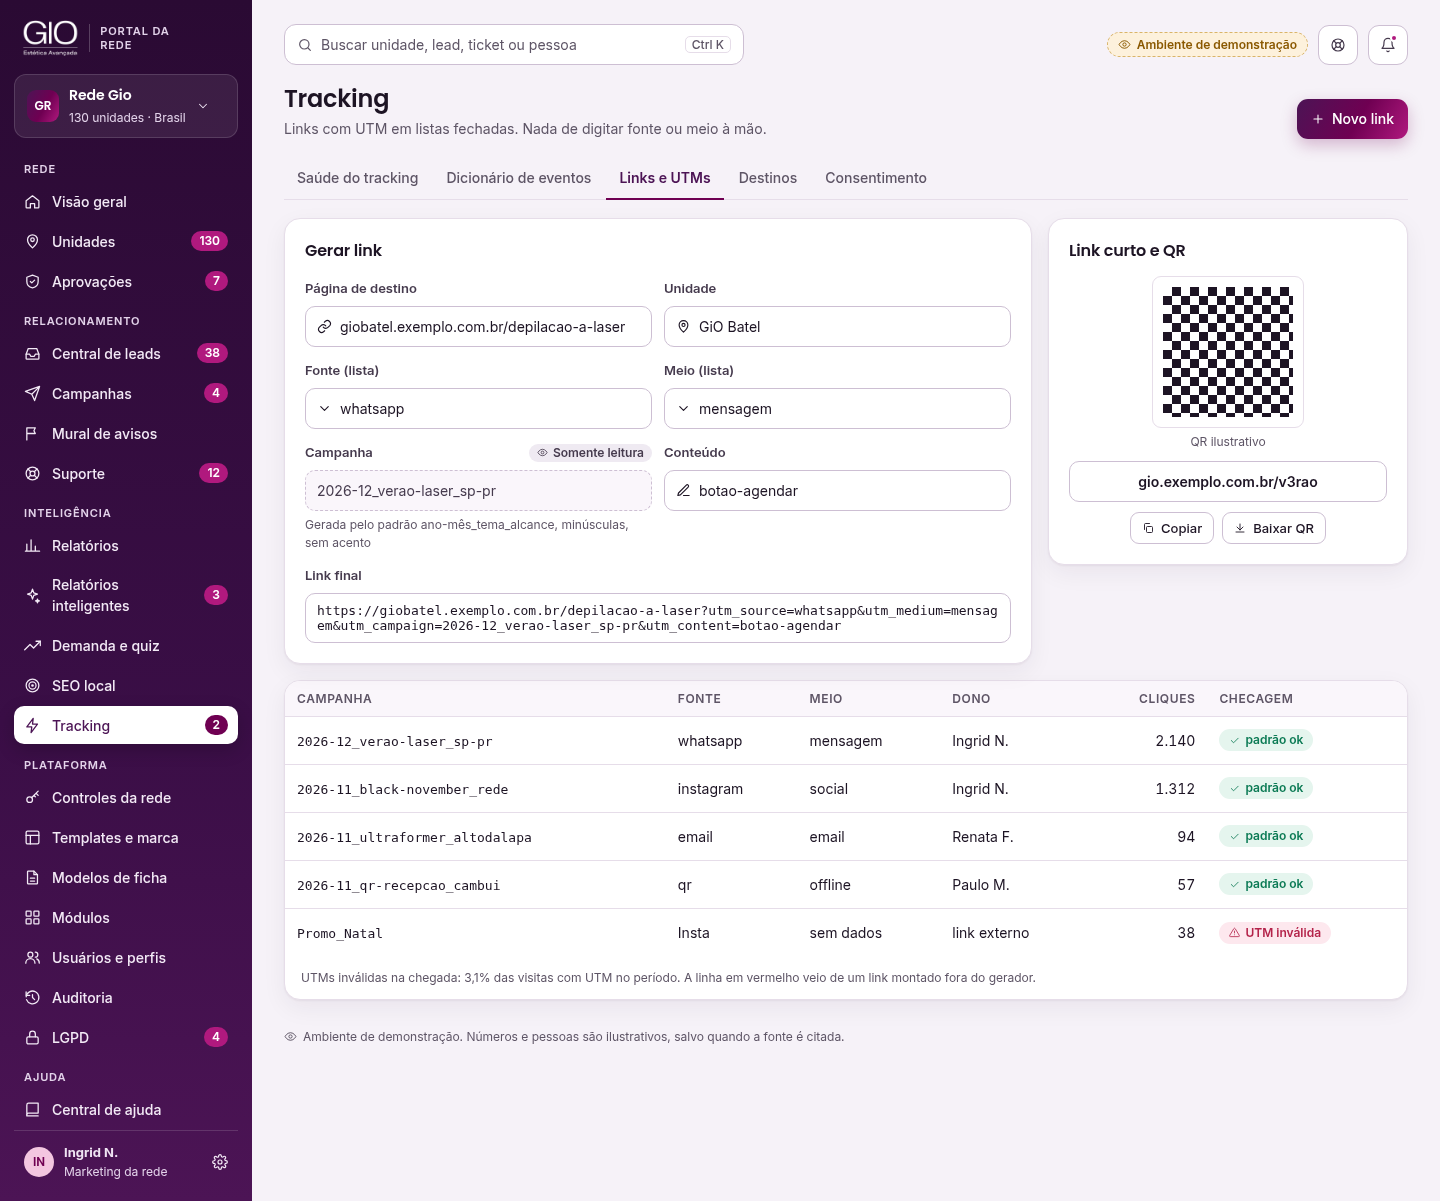 GIO
Estética Avançada
PORTAL DA
REDE
GR
Rede Gio
130 unidades · Brasil
REDE
Visão geral
Unidades 130
Aprovações 7
RELACIONAMENTO
Central de leads 38
Campanhas 4
Mural de avisos
Suporte 12
INTELIGÊNCIA
Relatórios
Relatórios
inteligentes 3
Demanda e quiz
SEO local
Tracking 2
PLATAFORMA
Controles da rede
Templates e marca
Modelos de ficha
Módulos
Usuários e perfis
Auditoria
LGPD 4
AJUDA
Central de ajuda
IN
Ingrid N.
Marketing da rede
Buscar unidade, lead, ticket ou pessoa Ctrl K
Ambiente de demonstração
Tracking
Links com UTM em listas fechadas. Nada de digitar fonte ou meio à mão.
Novo link
Saúde do tracking Dicionário de eventos Links e UTMs Destinos Consentimento
Gerar link
Página de destino Unidade
giobatel.exemplo.com.br/depilacao-a-laser GiO Batel
Fonte (lista) Meio (lista)
whatsapp mensagem
Campanha Somente leitura Conteúdo
2026-12_verao-laser_sp-pr botao-agendar
Gerada pelo padrão ano-mês_tema_alcance, minúsculas,
sem acento
Link final
https://giobatel.exemplo.com.br/depilacao-a-laser?utm_source=whatsapp&utm_medium=mensag
em&utm_campaign=2026-12_verao-laser_sp-pr&utm_content=botao-agendar
Link curto e QR
QR ilustrativo
gio.exemplo.com.br/v3rao
Copiar Baixar QR
CAMPANHA FONTE MEIO DONO CLIQUES CHECAGEM
2026-12_verao-laser_sp-pr whatsapp mensagem Ingrid N. 2.140 padrão ok
2026-11_black-november_rede instagram social Ingrid N. 1.312 padrão ok
2026-11_ultraformer_altodalapa email email Renata F. 94 padrão ok
2026-11_qr-recepcao_cambui qr offline Paulo M. 57 padrão ok
Promo_Natal Insta sem dados link externo 38 UTM inválida
UTMs inválidas na chegada: 3,1% das visitas com UTM no período. A linha em vermelho veio de um link montado fora do gerador.
Ambiente de demonstração. Números e pessoas são ilustrativos, salvo quando a fonte é citada.